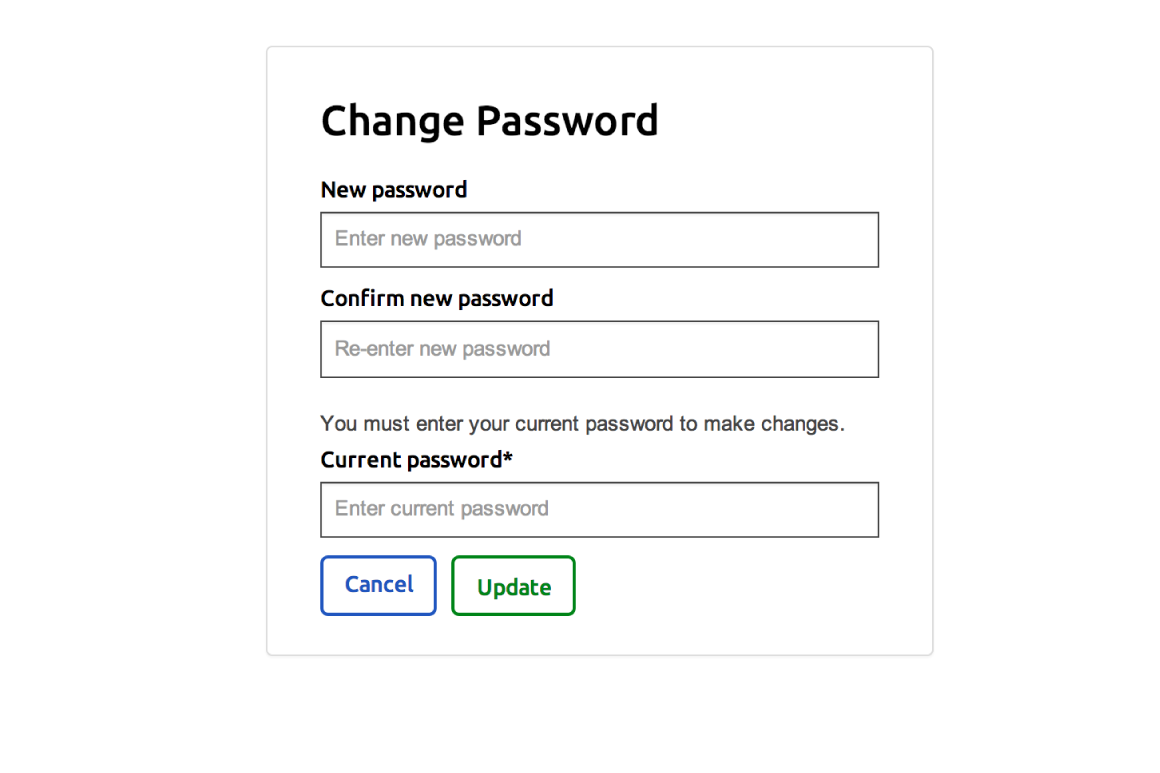 Change Password
New password
Enter new password
Confirm new password
Re-enter new password
You must enter your current password to make changes.
Current password*
Enter current password
Cancel Update